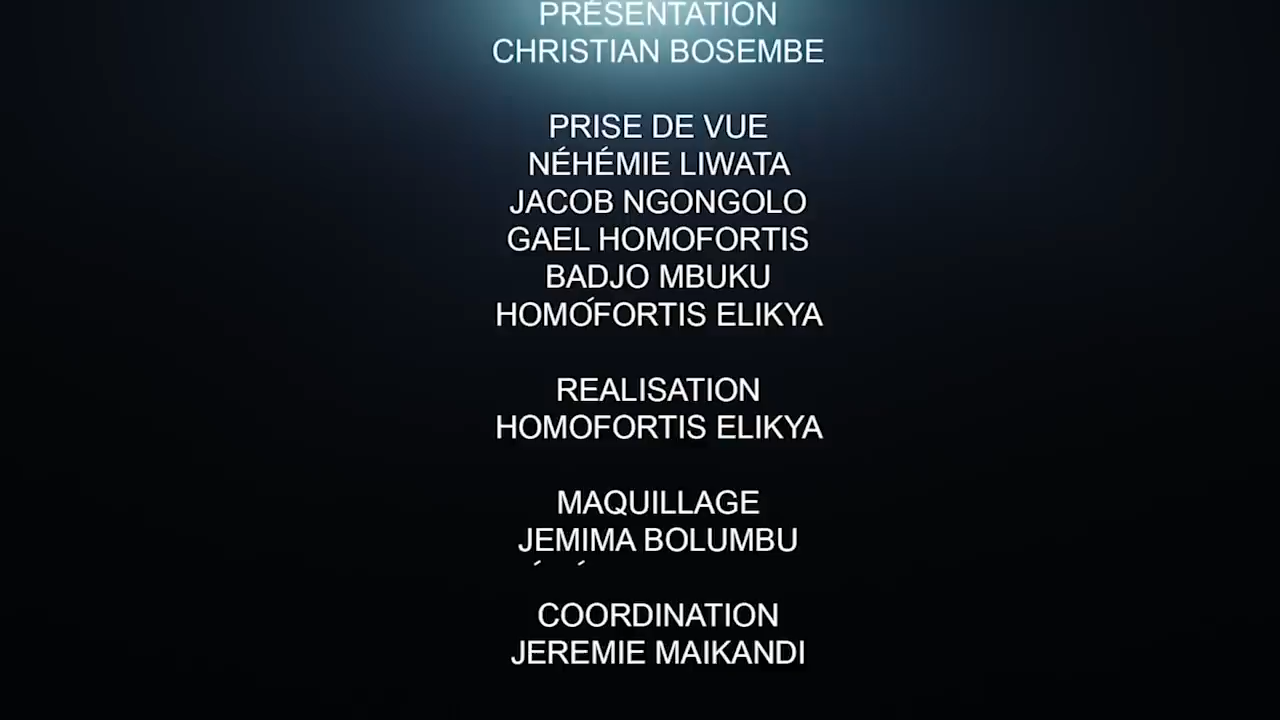 PRÉSENTATION
CHRISTIAN BOSEMBE
PRISE DE VUE
NÉHÉMIE LIWATA
JACOB NGONGOLO
GAEL HOMOFORTIS
BADJO MBUKU
HOMOFORTIS ELIKYA
REALISATION
HOMOFORTIS ELIKYA
MAQUILLAGE
JEMIMA BOLUMBU
COORDINATION
JEREMIE MAIKANDI